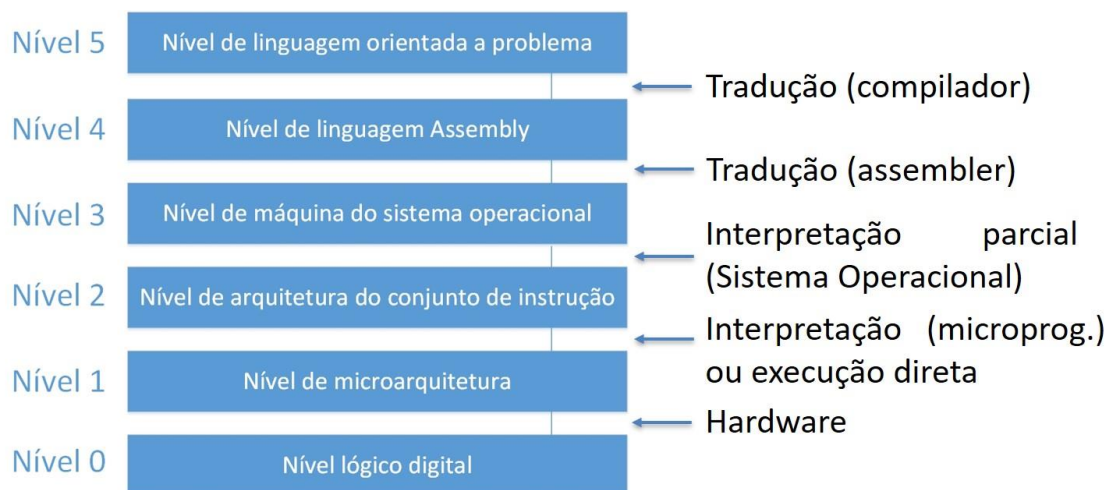 Nível 5
Nível de linguagem orientada a problema
Tradução (compilador)
Nível 4
Nível de linguagem Assembly
Tradução (assembler)
Nível 3
Nível de máquina do sistema operacional
Interpretação parcial
(Sistema Operacional)
Nível 2
Nível de arquitetura do conjunto de instrução
Interpretação (microprog.)
ou execução direta
Nível 1
Nível de microarquitetura
Hardware
Nível 0
Nível lógico digital